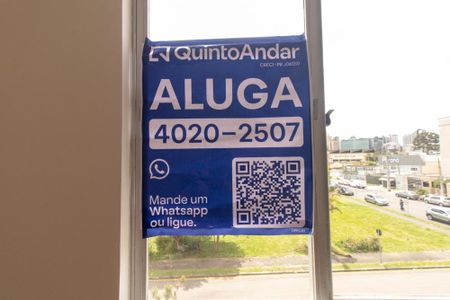 QuintoAndar
ALUGA
4020-2507
Mande um
Whatsapp
ou ligue.